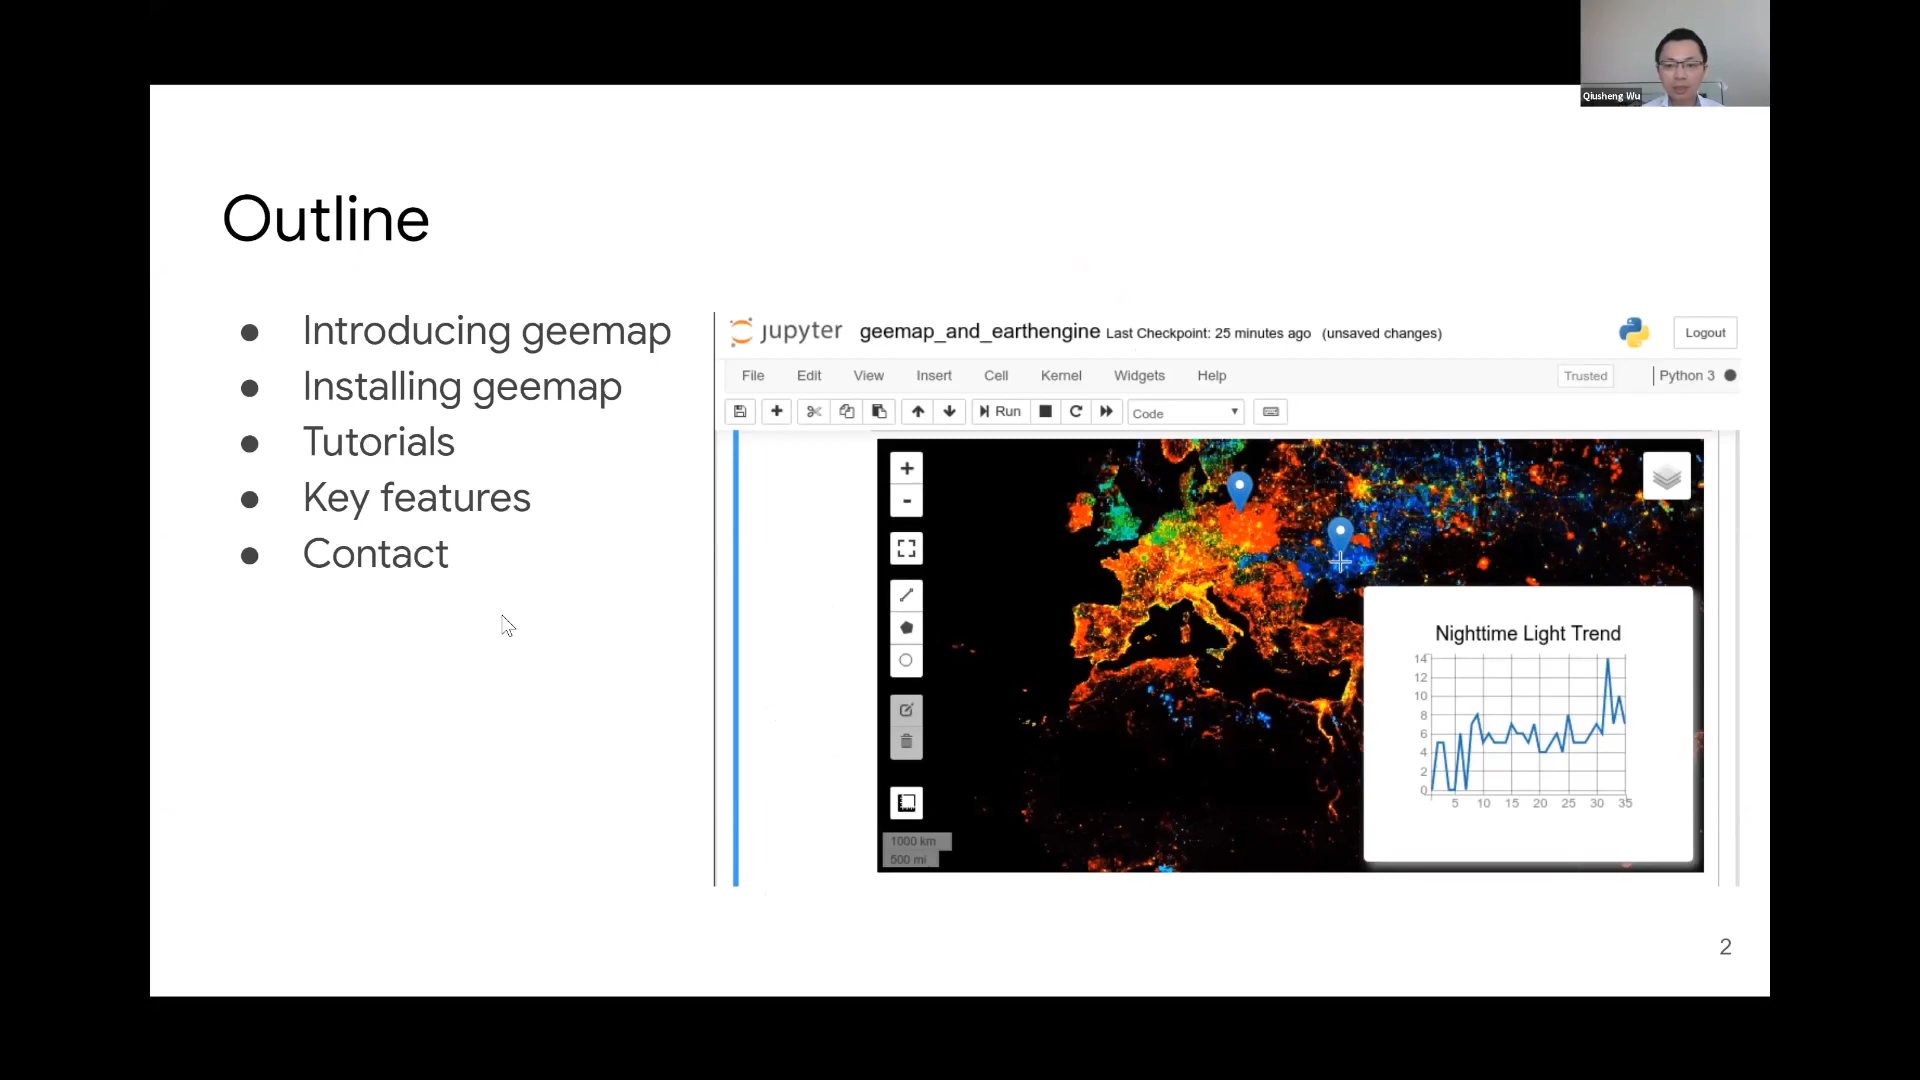 Qiusheng Wu
Outline
Introducing geemap
Installing geemap
Tutorials
Key features
Contact
jupyter geemap_and_earthengine Last Checkpoint: 25 minutes ago (unsaved changes)
Logout
File Edit View Insert Cell Kernel Widgets Help
Trusted Python 3
Run Code
+
-
1000 km
500 mi
Nighttime Light Trend
14
12
10
8
6
4
2
0
5 10 15 20 25 30 35
2